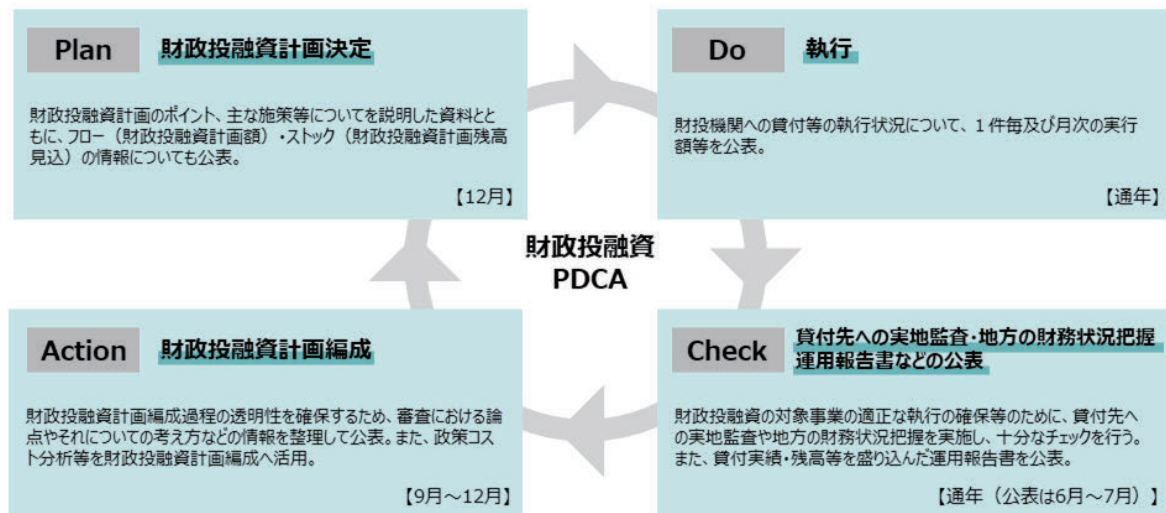 Plan 財政投融資計画決定
財政投融資計画のポイント、主な施策等についてを説明した資料とと
もに、フロー（財政投融資計画額）・ストック（財政投融資計画残高
見込）の情報についても公表。
【12月】
Do 執行
財投機関への貸付等の執行状況について、１件毎及び月次の実行
額等を公表。
【通年】
財政投融資
PDCA
Action 財政投融資計画編成
財政投融資計画編成過程の透明性を確保するため、審査における論
点やそれについての考え方などの情報を整理して公表。また、政策コス
ト分析等を財政投融資計画編成へ活用。
【9月～12月】
Check 貸付先への実地監査・地方の財務状況把握
運用報告書などの公表
財政投融資の対象事業の適正な執行の確保等のために、貸付先へ
の実地監査や地方の財務状況把握を実施し、十分なチェックを行う。
また、貸付実績・残高等を盛り込んだ運用報告書を公表。
【通年（公表は6月～7月）】